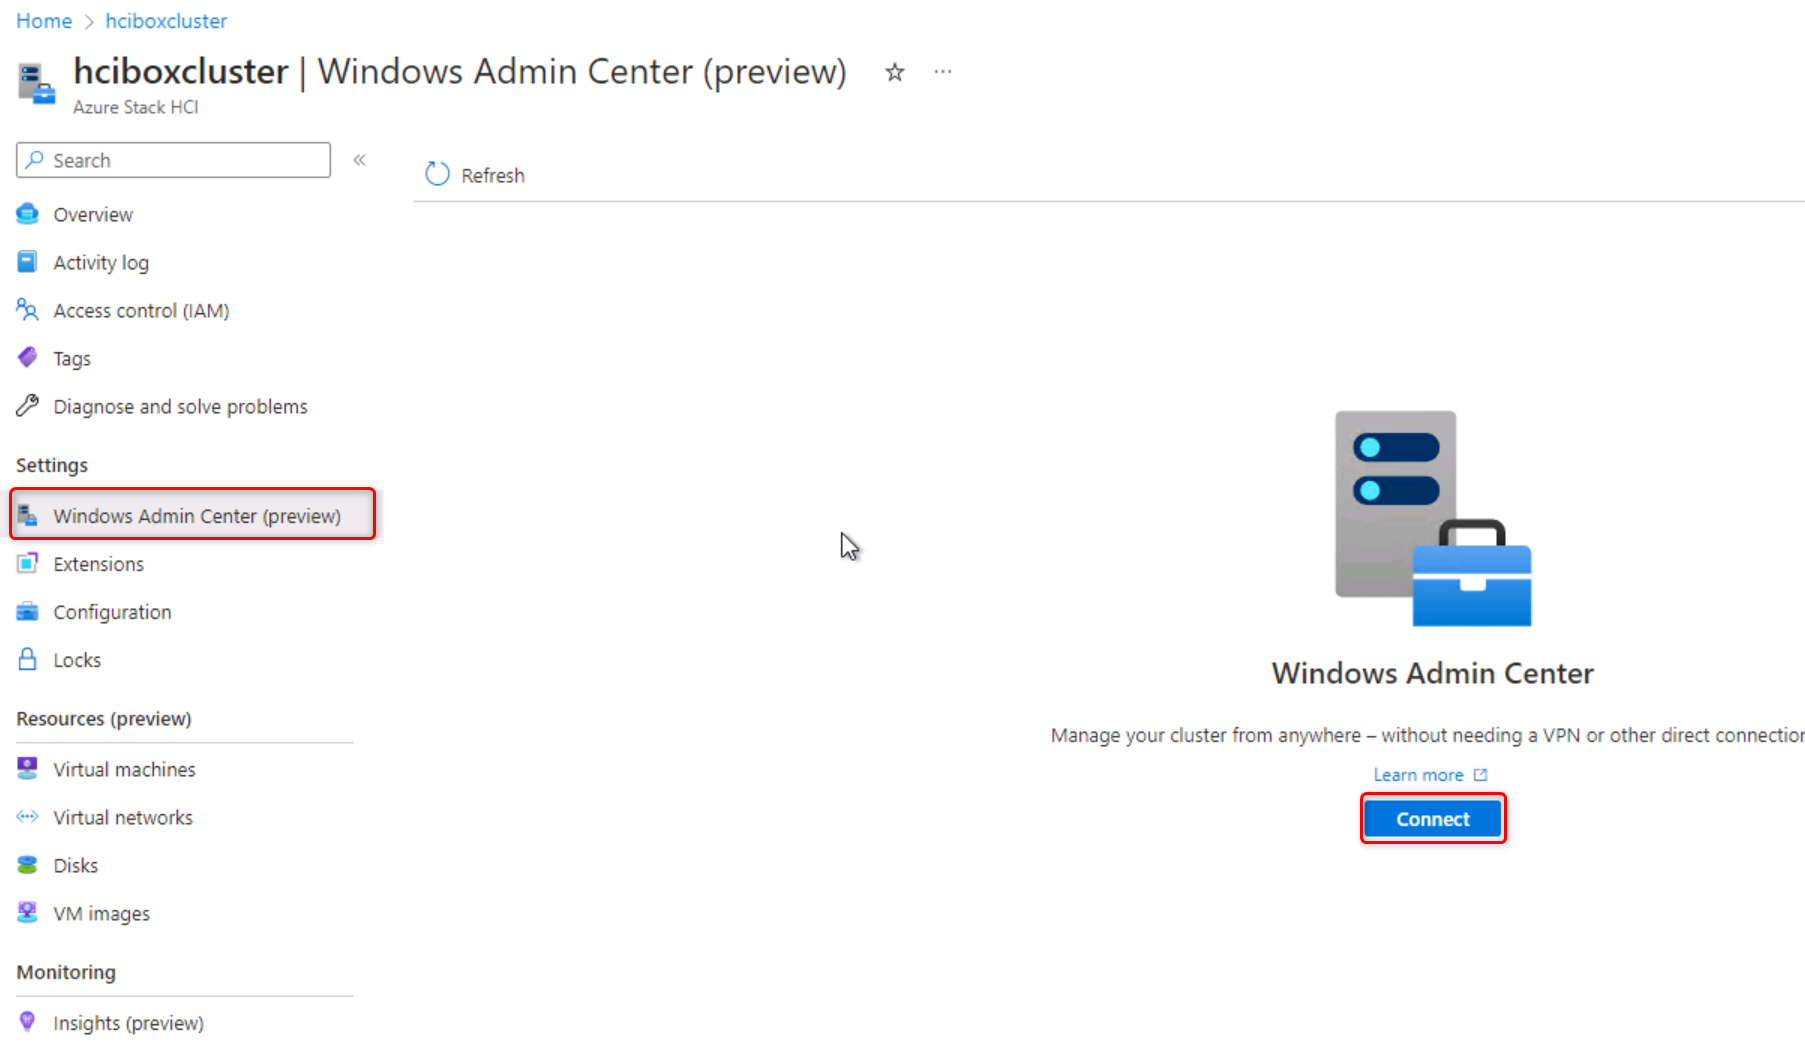 Home > hciboxcluster
hciboxcluster | Windows Admin Center (preview)
Azure Stack HCI
Search
Refresh
Overview
Activity log
Access control (IAM)
Tags
Diagnose and solve problems
Settings
Windows Admin Center (preview)
Extensions
Configuration
Locks
Resources (preview)
Virtual machines
Virtual networks
Disks
VM images
Monitoring
Insights (preview)
Windows Admin Center
Manage your cluster from anywhere – without needing a VPN or other direct connection
Learn more
Connect